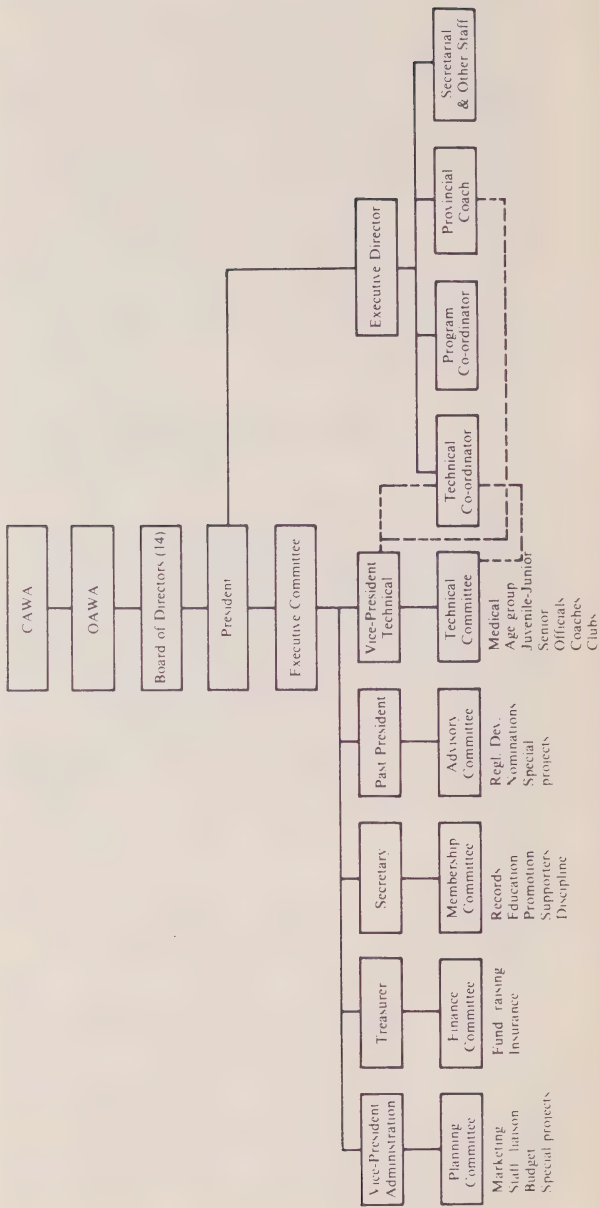 CAWA
OAWA
Board of Directors (14)
President
Executive Committee
Executive Director
Vice-President
Administration
Treasurer
Secretary
Past President
Vice-President
Technical
Planning
Committee
Finance
Committee
Membership
Committee
Advisory
Committee
Technical
Committee
Technical
Co-ordinator
Program
Co-ordinator
Provincial
Coach
Secretarial
& Other Staff
Marketing
Staff liaison
Budget
Special projects
Fund raising
Insurance
Records
Education
Promotion
Supporters
Discipline
Regl. Dev.
Nominations
Special
projects
Medical
Age group
Juvenile-Junior
Senior
Officials
Coaches
Clubs